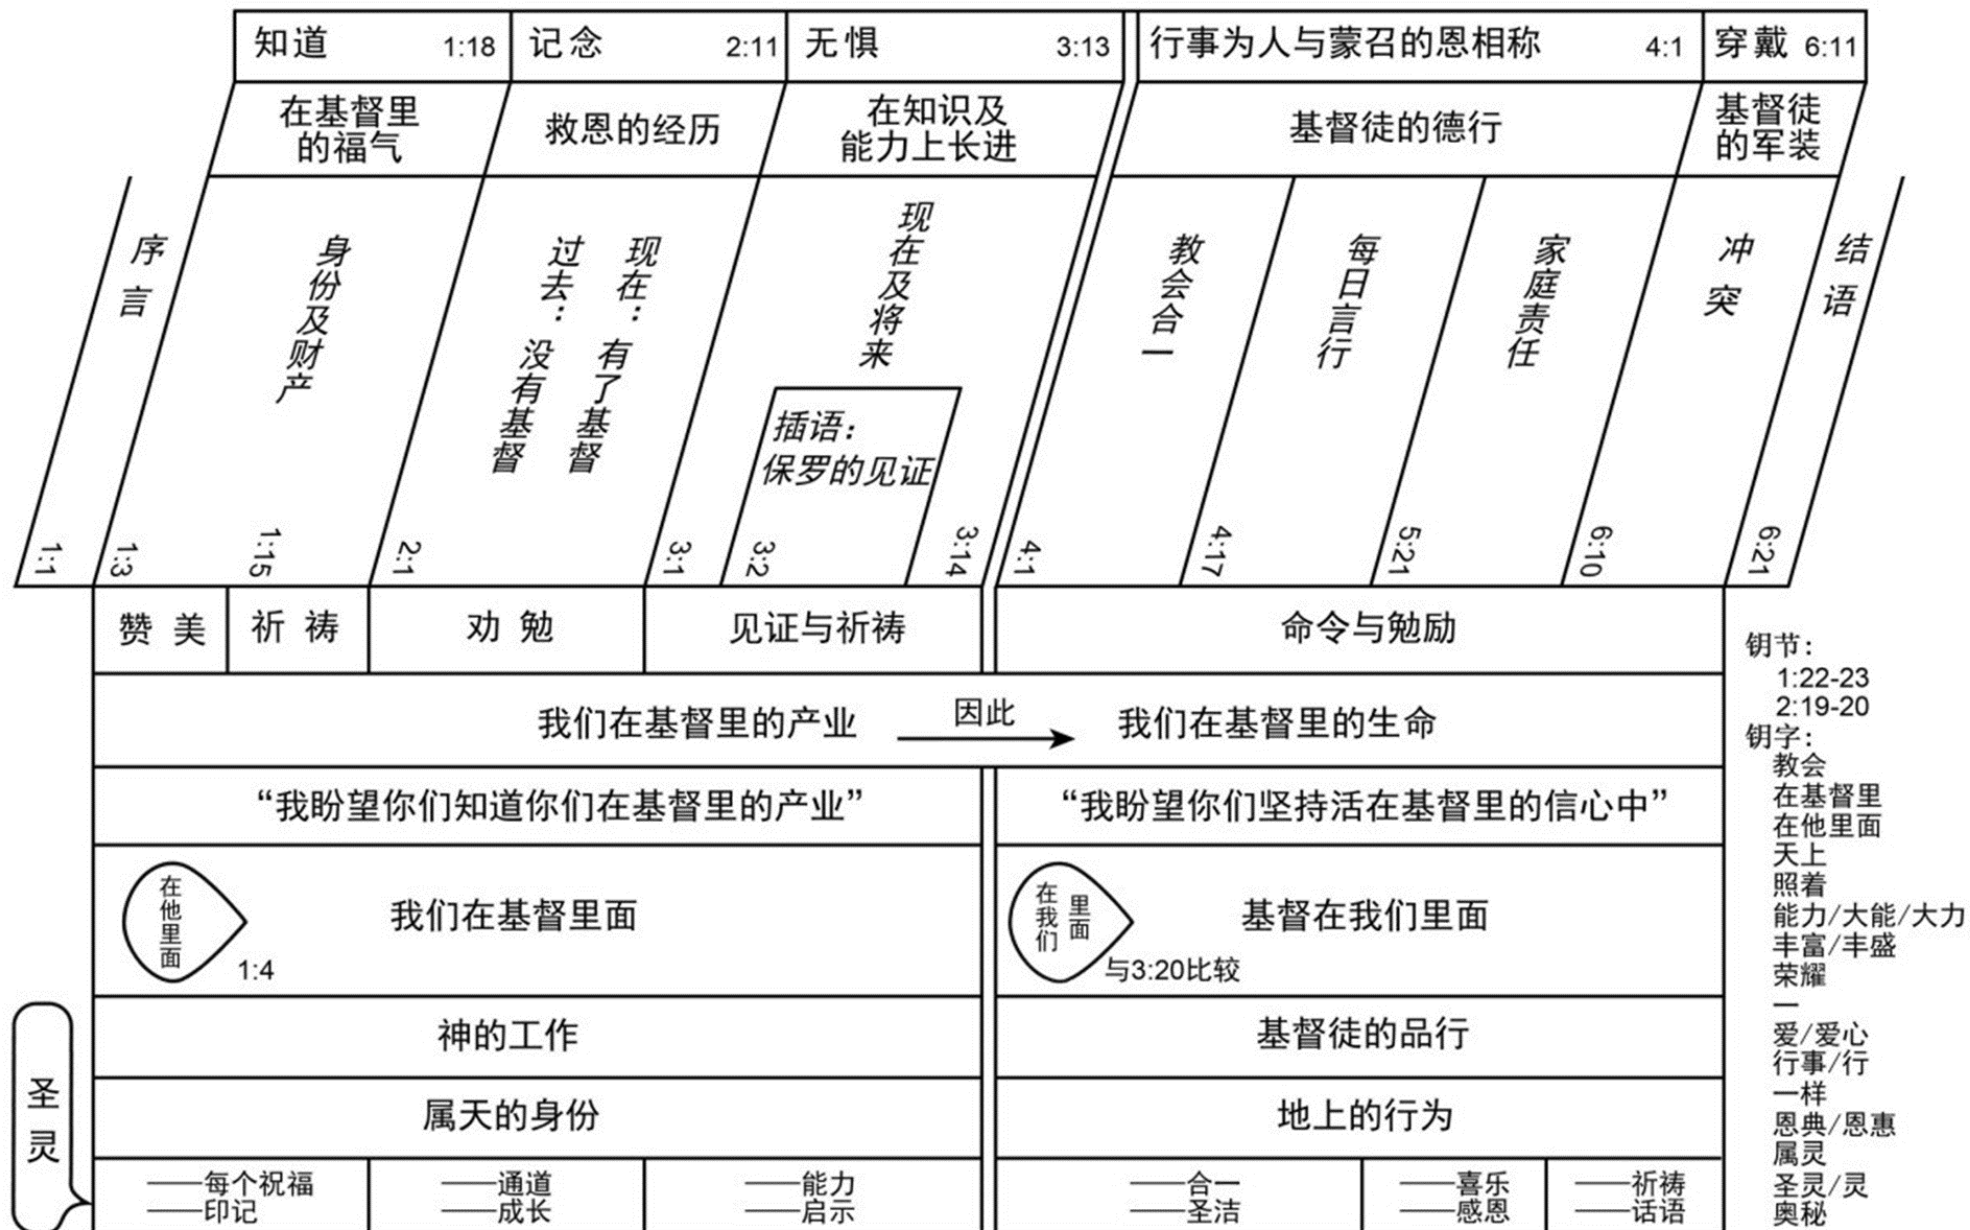 知道 1:18 记念 2:11 无惧 3:13 行事为人与蒙召的恩相称 4:1 穿戴 6:11
在基督里
的福气
救恩的经历
在知识及
能力上长进
基督徒的德行
基督徒
的军装
序言
身份及财产
过去：没有基督
现在：有了基督
现在及将来
插语：
保罗的见证
教会合一
每日言行
家庭责任
冲突
结语
1:1 1:3 1:15 2:1 3:1 3:2 3:14 4:1 4:17 5:21 6:10 6:21
赞美 祈祷 劝勉 见证与祈祷 命令与勉励
我们在基督里的产业 因此 我们在基督里的生命
“我盼望你们知道你们在基督里的产业” “我盼望你们坚持活在基督里的信心中”
在他里面
1:4
我们在基督里面
在我们
里面
与3:20比较
基督在我们里面
神的工作 基督徒的品行
属天的身份 地上的行为
圣灵
——每个祝福
——印记
——通道
——成长
——能力
——启示
——合一
——圣洁
——喜乐
——感恩
——祈祷
——话语
钥节：
1:22-23
2:19-20
钥字：
教会
在基督里
在他里面
天上
照着
能力/大能/大力
丰富/丰盛
荣耀
一
爱/爱心
行事/行
一样
恩典/恩惠
属灵
圣灵/灵
奥秘